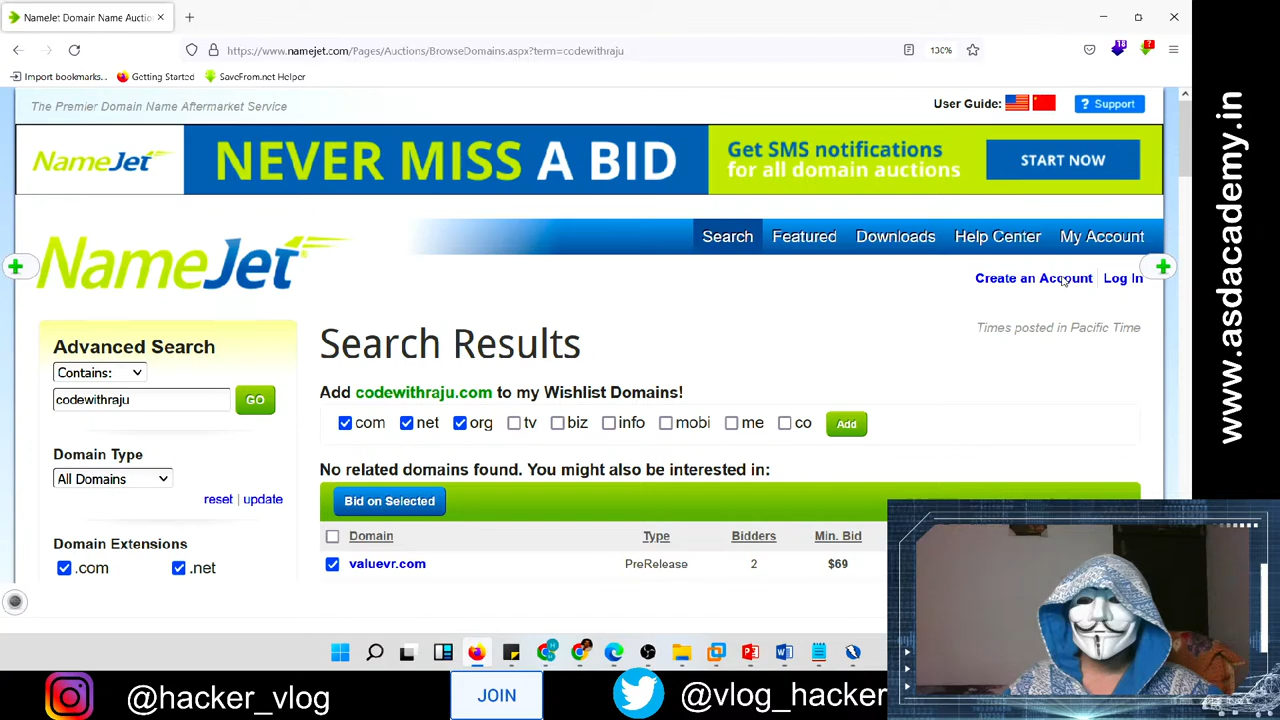 NameJet Domain Name Auctio
https://www.namejet.com/Pages/Auctions/BrowseDomains.aspx?term=codewithraju
130%
18
?
Import bookmarks...
Getting Started
SaveFrom.net Helper
The Premier Domain Name Aftermarket Service
User Guide:
? Support
NameJet
NEVER MISS A BID
Get SMS notifications
for all domain auctions
START NOW
NameJet
Search
Featured
Downloads
Help Center
My Account
Create an Account
Log In
Times posted in Pacific Time
Advanced Search
Contains:
codewithraju
GO
Domain Type
All Domains
reset | update
Domain Extensions
.com
.net
Search Results
Add codewithraju.com to my Wishlist Domains!
com net org tv biz info mobi me co Add
No related domains found. You might also be interested in:
Bid on Selected
Domain Type Bidders Min. Bid
valuevr.com PreRelease 2 $69
www.asdacademy.in
@hacker_vlog
JOIN
@vlog_hacker